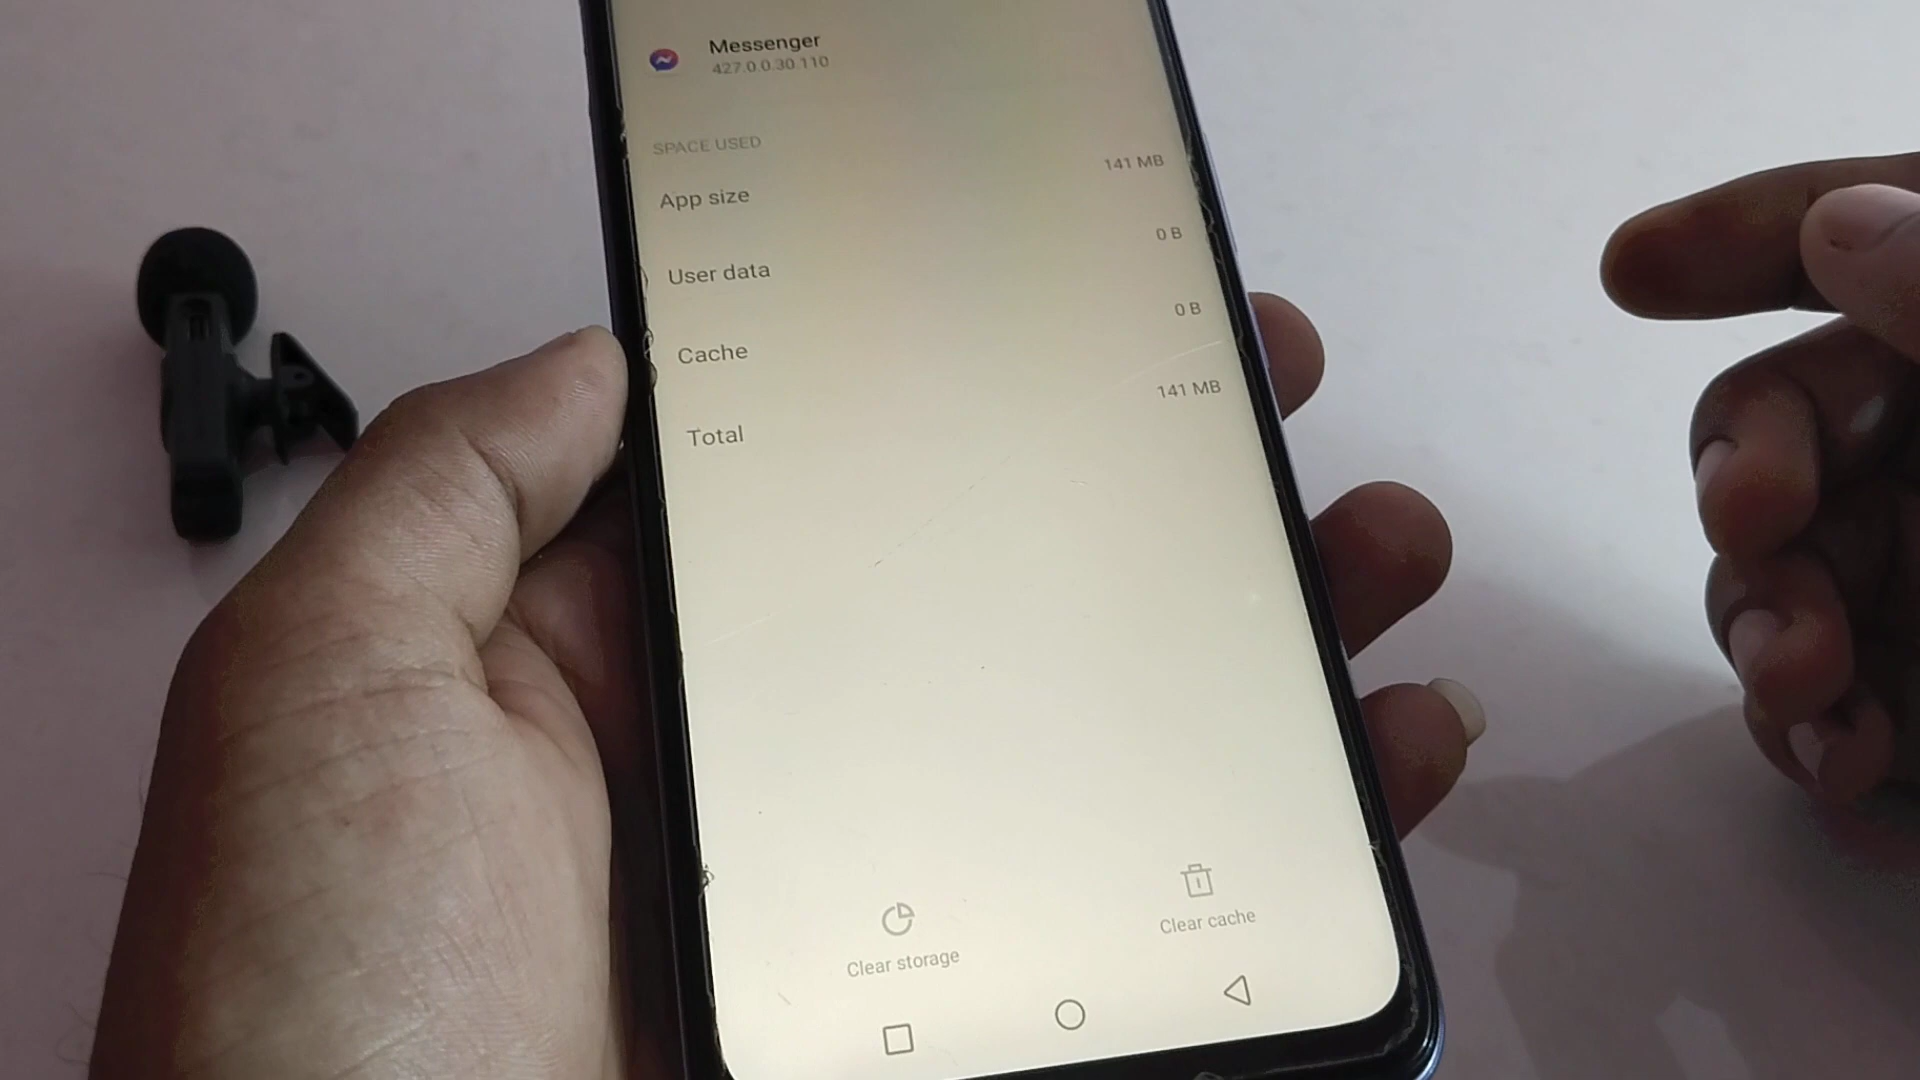 Messenger
427.0.0.30.110
SPACE USED
App size 141 MB
User data 0 B
Cache 0 B
Total 141 MB
Clear storage
Clear cache